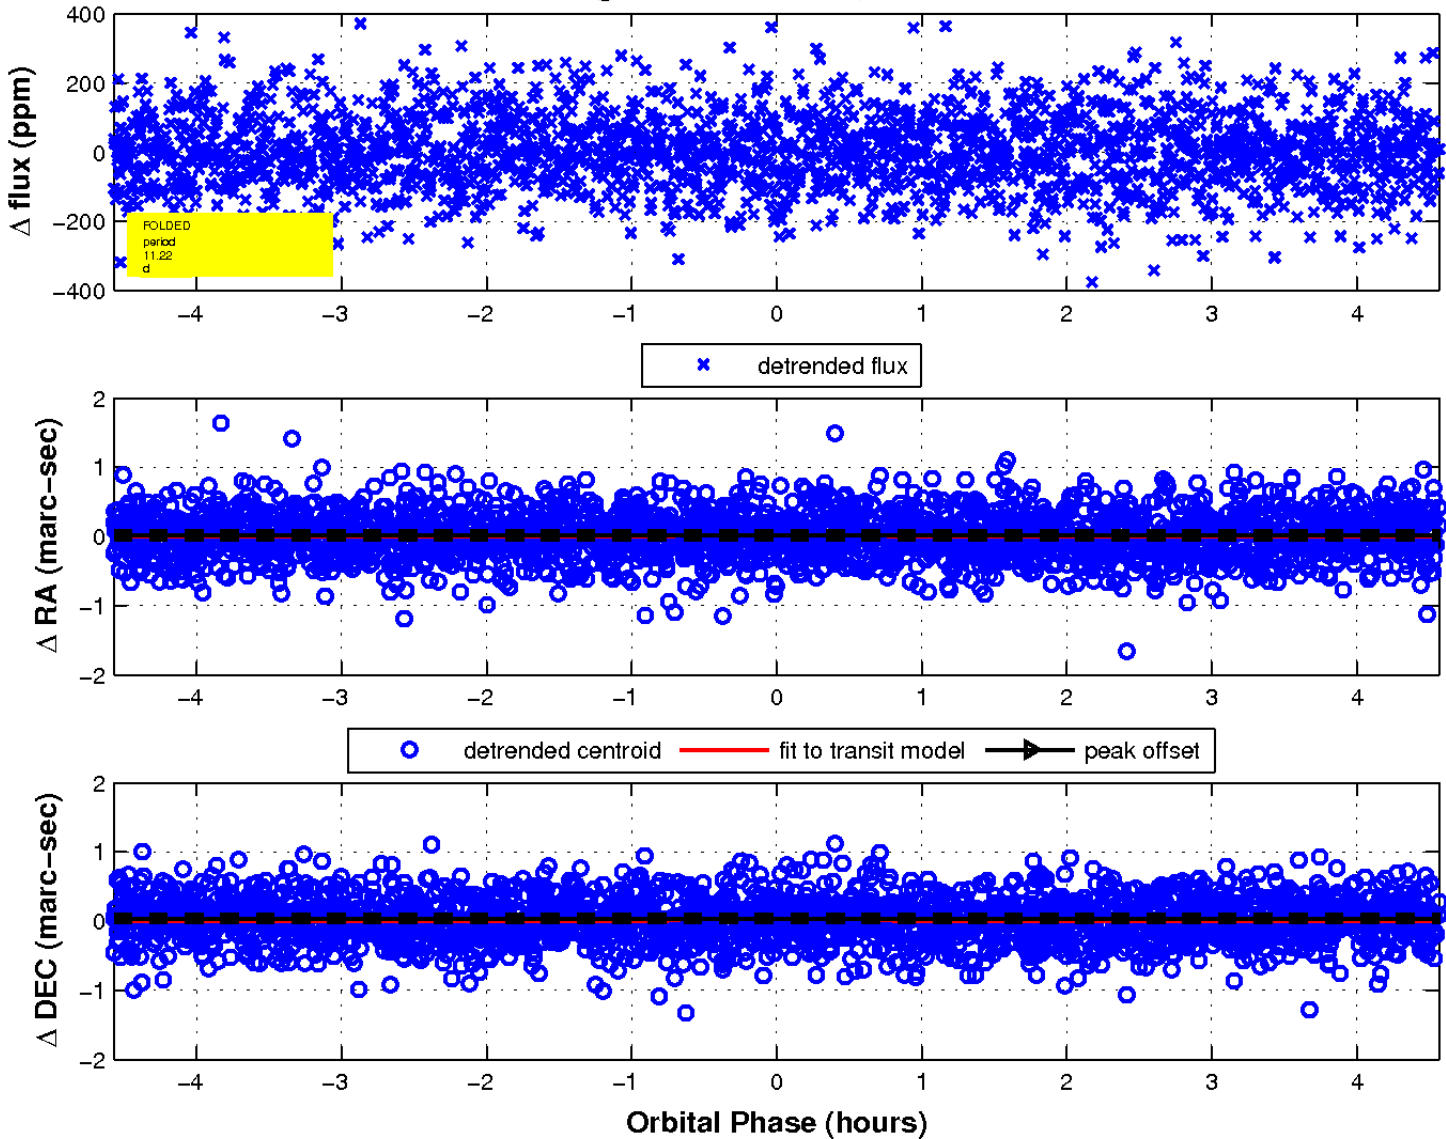 400
200
0
−200
−400
Δ flux (ppm)
FOLDED
period
11.22
d
−4 −3 −2 −1 0 1 2 3 4
detrended flux
2
1
0
−1
−2
Δ RA (marc−sec)
−4 −3 −2 −1 0 1 2 3 4
detrended centroid fit to transit model peak offset
2
1
0
−1
−2
Δ DEC (marc−sec)
−4 −3 −2 −1 0 1 2 3 4
Orbital Phase (hours)